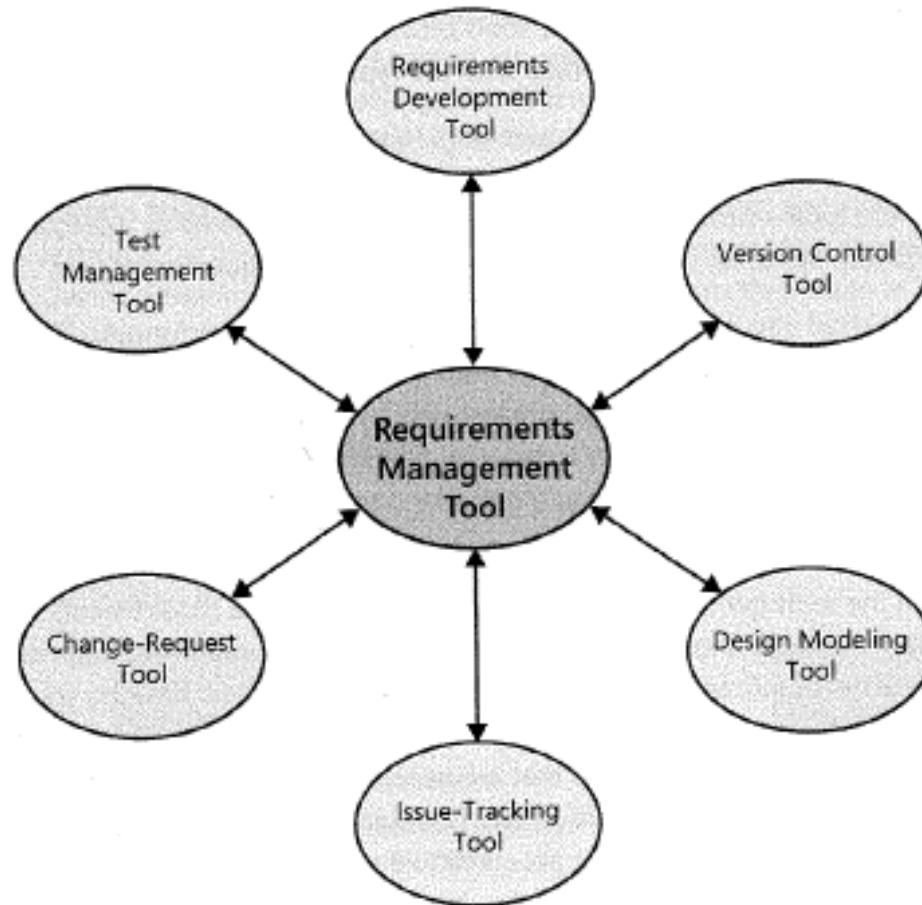 Requirements
Development
Tool
Test
Management
Tool
Version Control
Tool
Requirements
Management
Tool
Change-Request
Tool
Design Modeling
Tool
Issue-Tracking
Tool